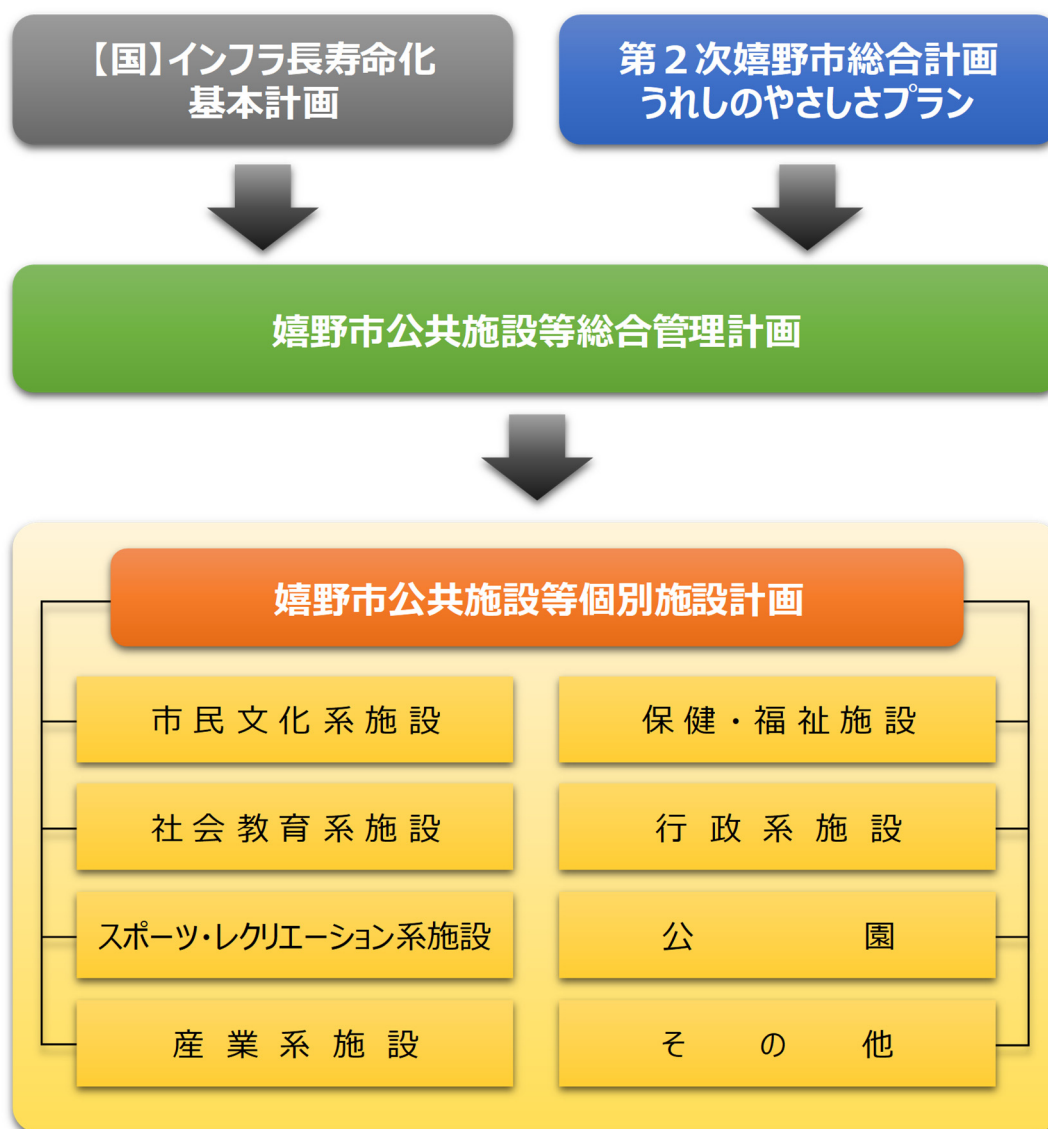 【国】インフラ長寿命化
基本計画
第２次嬉野市総合計画
うれしのやさしさプラン
嬉野市公共施設等総合管理計画
嬉野市公共施設等個別施設計画
市民文化系施設
保健・福祉施設
社会教育系施設
行政系施設
スポーツ・レクリエーション系施設
公園
産業系施設
その他